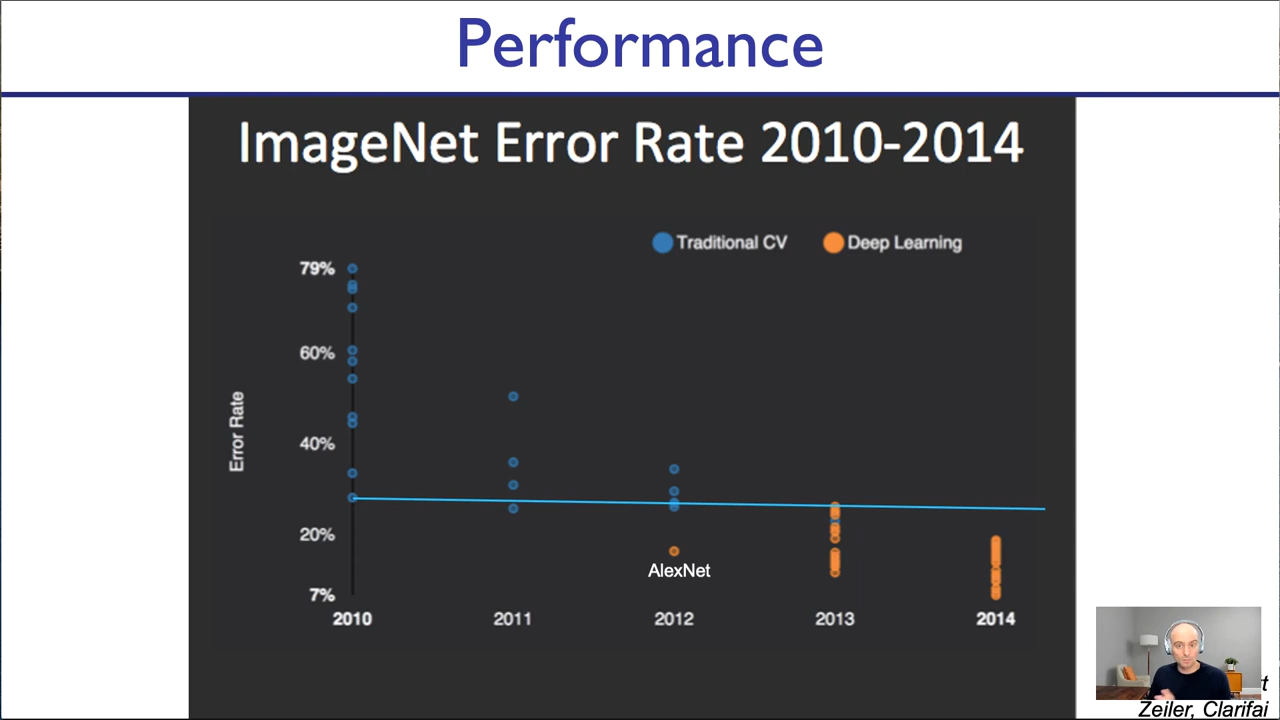 Performance
ImageNet Error Rate 2010-2014
Traditional CV
Deep Learning
79%
60%
40%
20%
7%
Error Rate
AlexNet
2010
2011
2012
2013
2014
Zeiler, Clarifai